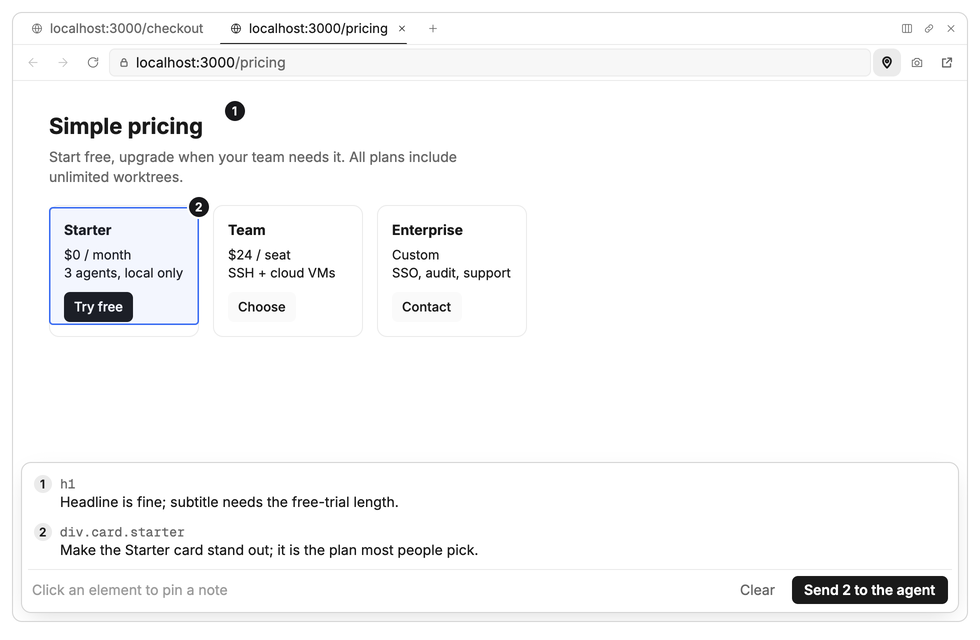 localhost:3000/checkout
localhost:3000/pricing
localhost:3000/pricing
1
Simple pricing
Start free, upgrade when your team needs it. All plans include
unlimited worktrees.
2
Starter
$0 / month
3 agents, local only
Try free
Team
$24 / seat
SSH + cloud VMs
Choose
Enterprise
Custom
SSO, audit, support
Contact
1 h1
Headline is fine; subtitle needs the free-trial length.
2 div.card.starter
Make the Starter card stand out; it is the plan most people pick.
Click an element to pin a note
Clear
Send 2 to the agent